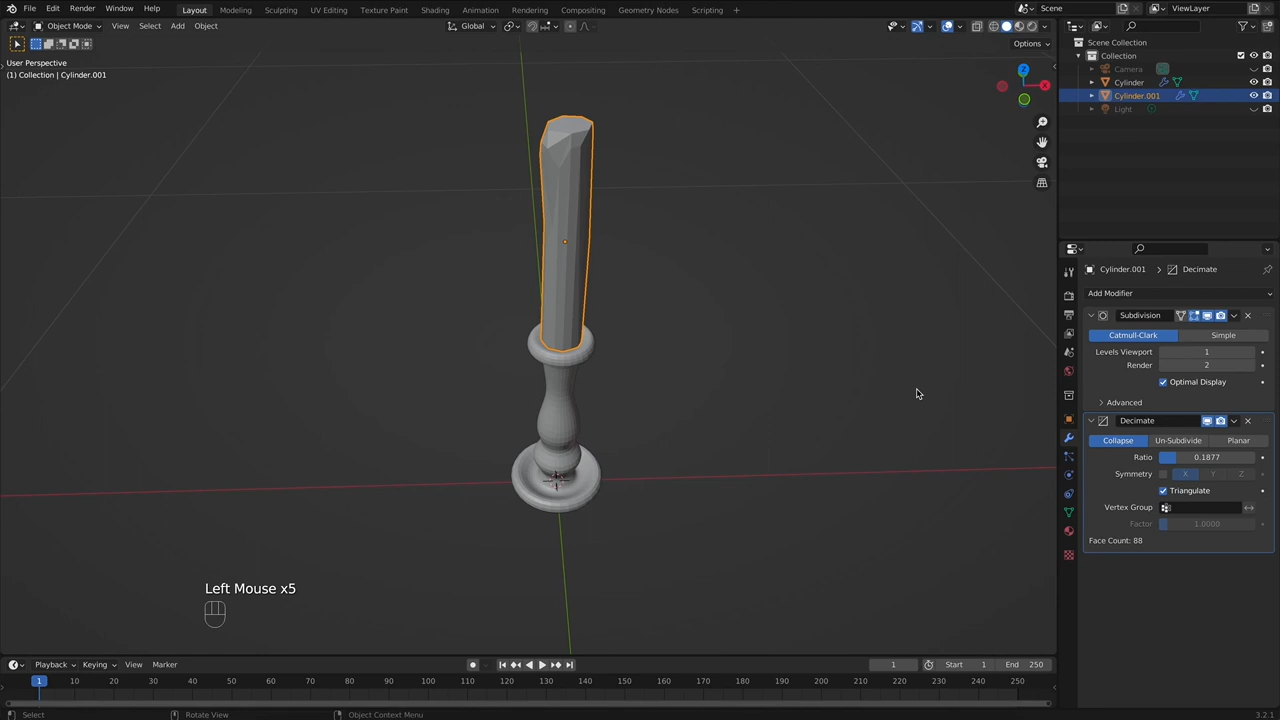 File Edit Render Window Help Layout Modeling Sculpting UV Editing Texture Paint Shading Animation Rendering Compositing Geometry Nodes Scripting Scene ViewLayer
Object Mode View Select Add Object Global
Options
User Perspective
(1) Collection | Cylinder.001
Z
X
Scene Collection
Collection
Camera
Cylinder
Cylinder.001
Light
Cylinder.001 > Decimate
Add Modifier
Subdivision
Catmull-Clark Simple
Levels Viewport 1
Render 2
Optimal Display
Advanced
Decimate
Collapse Un-Subdivide Planar
Ratio 0.1877
Symmetry X Y Z
Triangulate
Vertex Group
Factor 1.0000
Face Count: 88
Left Mouse x5
Playback Keying View Marker 1 Start 1 End 250
1 10 20 30 40 50 60 70 80 90 100 110 120 130 140 150 160 170 180 190 200 210 220 230 240 250
Select Rotate View Object Context Menu 3.2.1